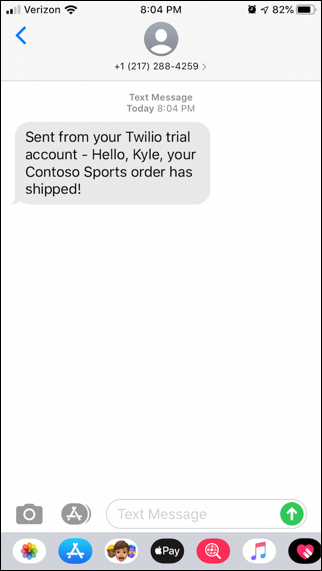 Verizon 8:04 PM 82%
+1 (217) 288-4259 >
Text Message
Today 8:04 PM
Sent from your Twilio trial
account - Hello, Kyle, your
Contoso Sports order has
shipped!
Text Message
Pay